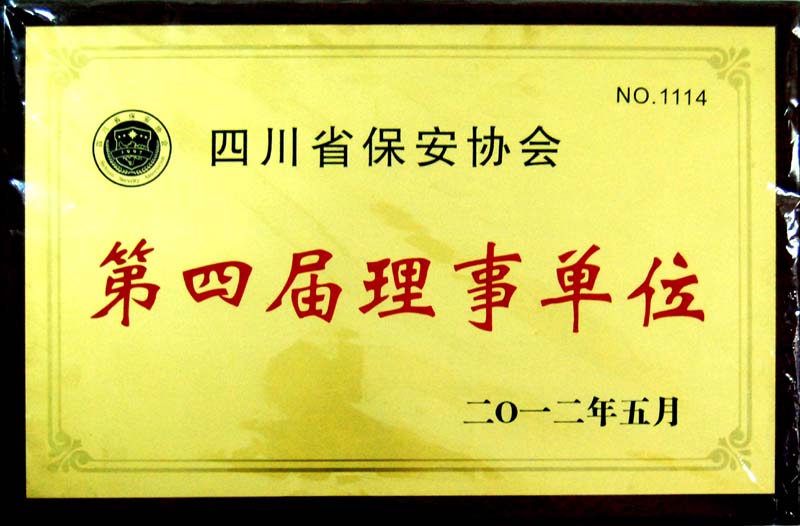 NO.1114
四川省保安协会
第四届理事单位
二O一二年五月